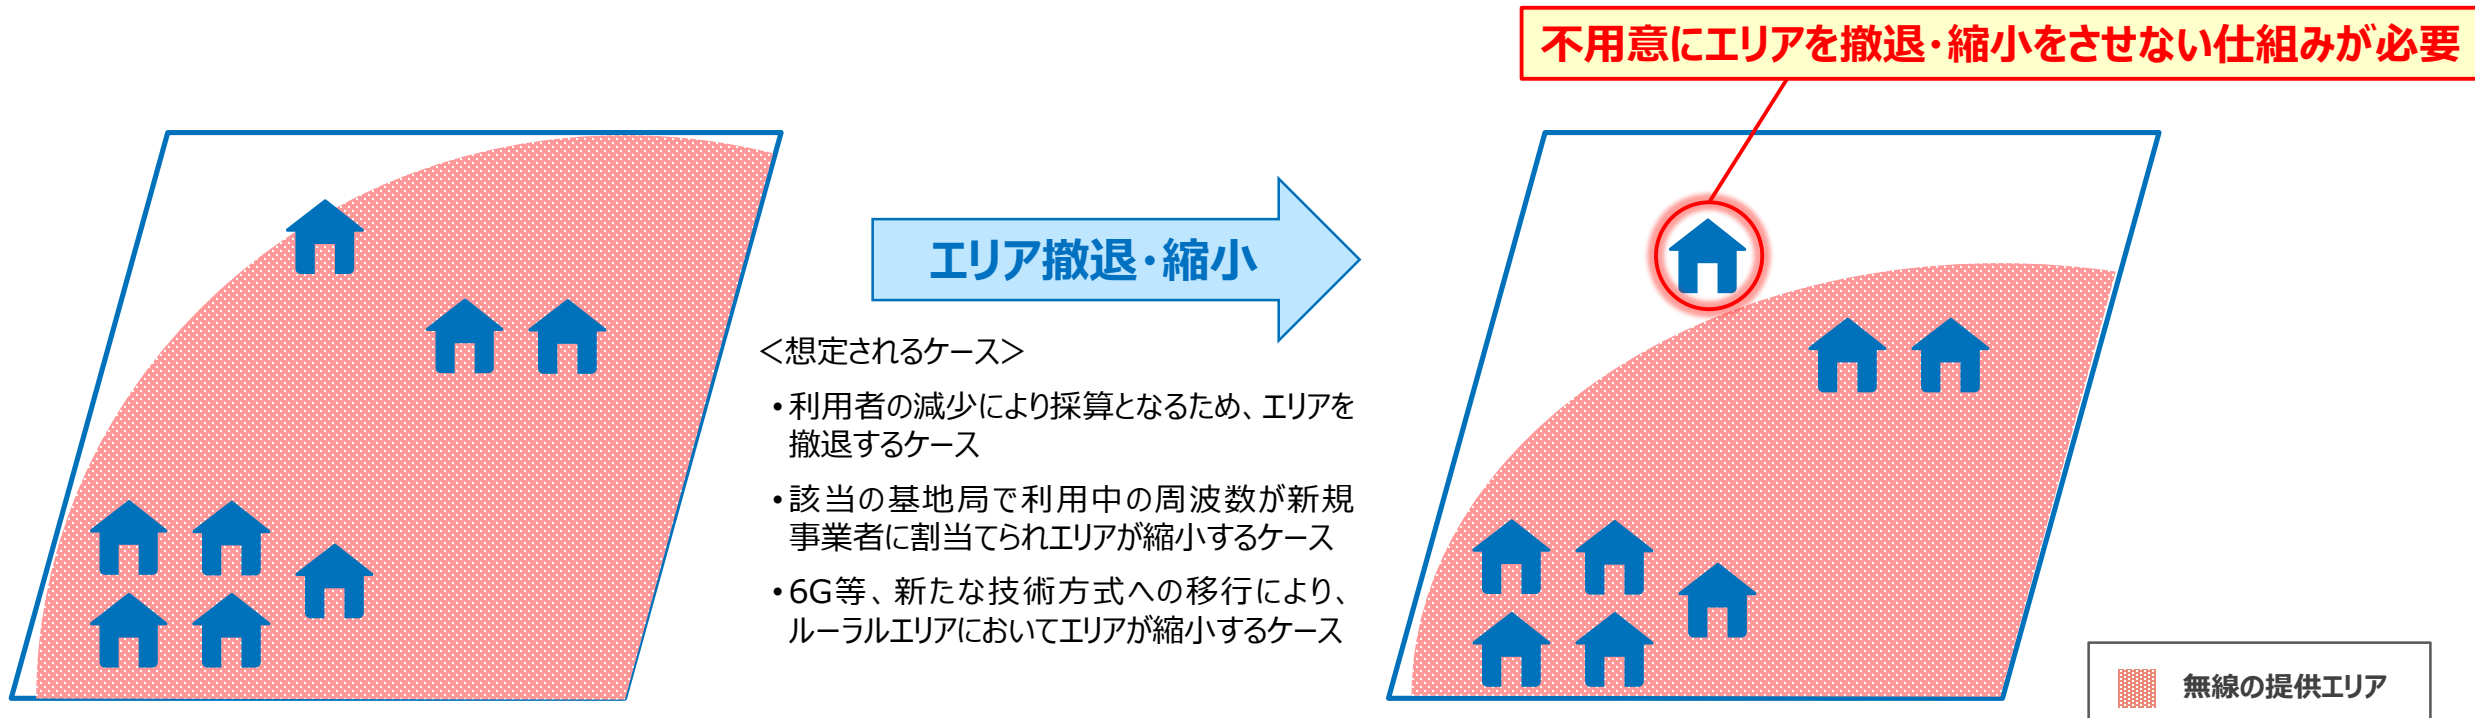 不用意にエリアを撤退・縮小をさせない仕組みが必要
エリア撤退・縮小
＜想定されるケース＞
•利用者の減少により採算となるため、エリアを
撤退するケース
•該当の基地局で利用中の周波数が新規
事業者に割当てられエリアが縮小するケース
•6G等、新たな技術方式への移行により、
ルーラルエリアにおいてエリアが縮小するケース
無線の提供エリア